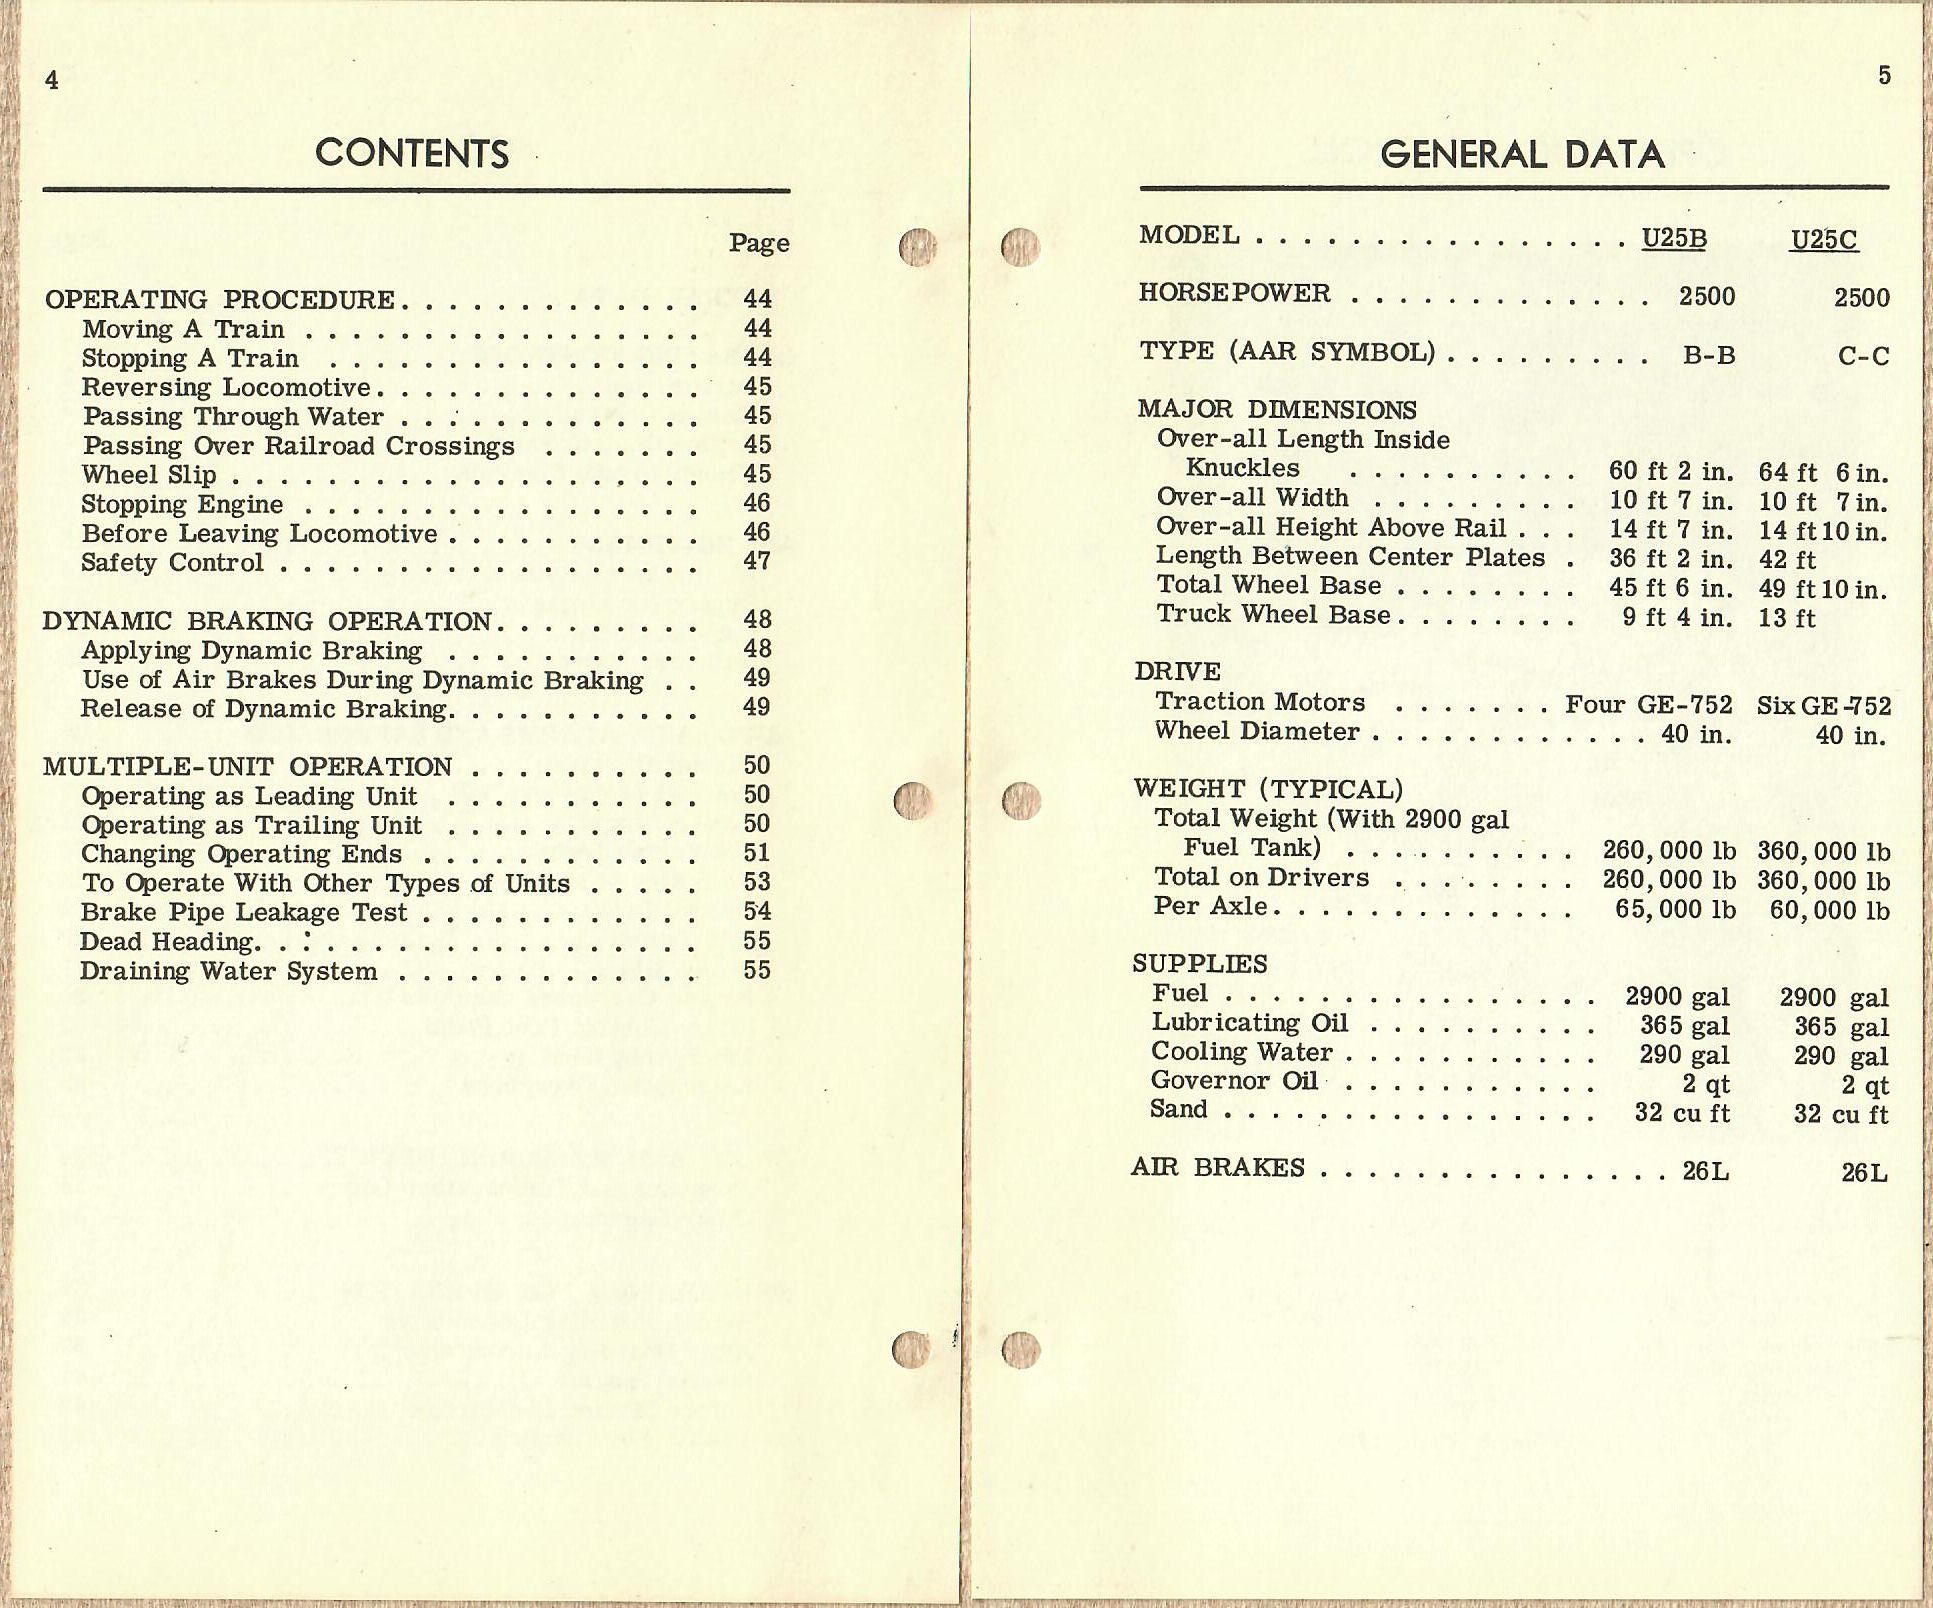 4
CONTENTS
Page
OPERATING PROCEDURE. . . . . . . . . . . . . 44
Moving A Train . . . . . . . . . . . . . . . . . 44
Stopping A Train . . . . . . . . . . . . . . . . 44
Reversing Locomotive. . . . . . . . . . . . . . 45
Passing Through Water . . . . . . . . . . . . . 45
Passing Over Railroad Crossings . . . . . . . 45
Wheel Slip . . . . . . . . . . . . . . . . . . . . 45
Stopping Engine . . . . . . . . . . . . . . . . . 46
Before Leaving Locomotive . . . . . . . . . . . 46
Safety Control . . . . . . . . . . . . . . . . . . 47
DYNAMIC BRAKING OPERATION. . . . . . . . . 48
Applying Dynamic Braking . . . . . . . . . . . 48
Use of Air Brakes During Dynamic Braking . . 49
Release of Dynamic Braking. . . . . . . . . . . 49
MULTIPLE-UNIT OPERATION . . . . . . . . . . 50
Operating as Leading Unit . . . . . . . . . . . 50
Operating as Trailing Unit . . . . . . . . . . . 50
Changing Operating Ends . . . . . . . . . . . . 51
To Operate With Other Types of Units . . . . . 53
Brake Pipe Leakage Test . . . . . . . . . . . . 54
Dead Heading. . . . . . . . . . . . . . . . . . . 55
Draining Water System . . . . . . . . . . . . . 55
5
GENERAL DATA
MODEL . . . . . . . . . . . . . . . . U25B U25C
HORSEPOWER . . . . . . . . . . . . . 2500 2500
TYPE (AAR SYMBOL) . . . . . . . . . B-B C-C
MAJOR DIMENSIONS
Over-all Length Inside
Knuckles . . . . . . . . . . 60 ft 2 in. 64 ft 6 in.
Over-all Width . . . . . . . . . 10 ft 7 in. 10 ft 7 in.
Over-all Height Above Rail . . . 14 ft 7 in. 14 ft 10 in.
Length Between Center Plates . 36 ft 2 in. 42 ft
Total Wheel Base . . . . . . . . 45 ft 6 in. 49 ft 10 in.
Truck Wheel Base. . . . . . . . 9 ft 4 in. 13 ft
DRIVE
Traction Motors . . . . . . . Four GE-752 Six GE-752
Wheel Diameter . . . . . . . . . . . . 40 in. 40 in.
WEIGHT (TYPICAL)
Total Weight (With 2900 gal
Fuel Tank) . . . . . . . . . . 260,000 lb 360,000 lb
Total on Drivers . . . . . . . . 260,000 lb 360,000 lb
Per Axle. . . . . . . . . . . . . 65,000 lb 60,000 lb
SUPPLIES
Fuel . . . . . . . . . . . . . . . . 2900 gal 2900 gal
Lubricating Oil . . . . . . . . . . 365 gal 365 gal
Cooling Water . . . . . . . . . . . 290 gal 290 gal
Governor Oil . . . . . . . . . . . 2 qt 2 qt
Sand . . . . . . . . . . . . . . . . 32 cu ft 32 cu ft
AIR BRAKES . . . . . . . . . . . . . . . 26L 26L